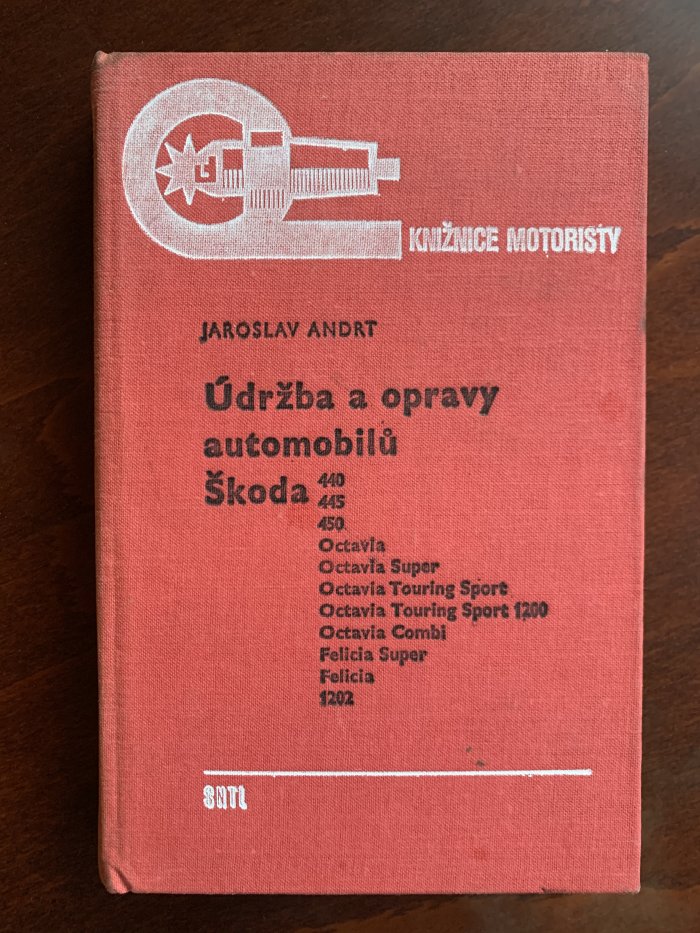 KNIŽNICE MOTORISTY
JAROSLAV ANDRT
Údržba a opravy
automobilů
Škoda 440
445
450
Octavia
Octavia Super
Octavia Touring Sport
Octavia Touring Sport 1200
Octavia Combi
Felicia Super
Felicia
1202
SNTL